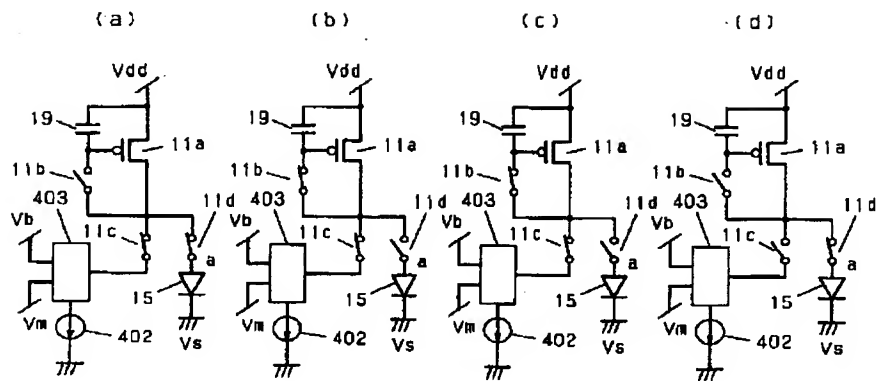 (a) (b) (c) (d)
Vdd Vdd Vdd Vdd
19 19 19 19
11a 11a 11a 11a
11b 11b 11b 11b
403 403 403 403
11d 11d 11d 11d
Vb Vb Vb Vb
11c 11c 11c 11c
a a a a
15 15 15 15
Vm Vm Vm Vm
402 402 402 402
Vs Vs Vs Vs